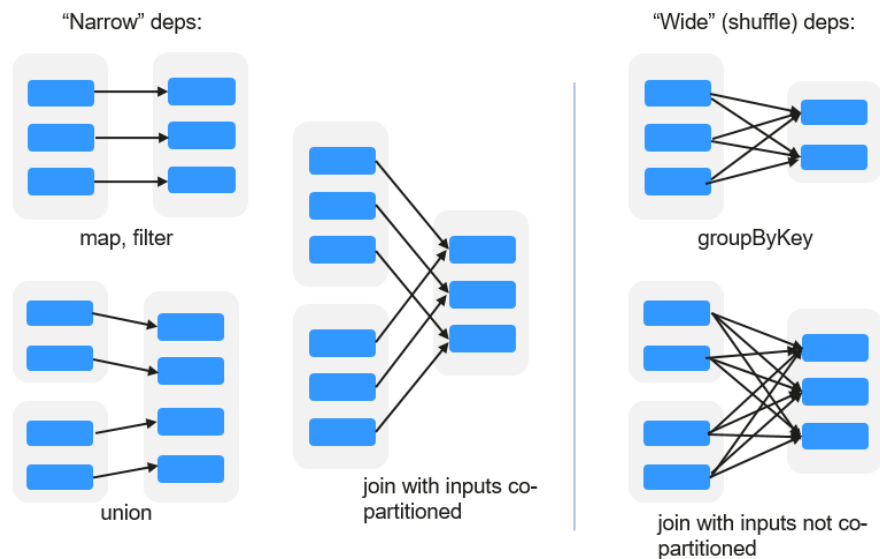 “Narrow” deps:
“Wide” (shuffle) deps:
map, filter
groupByKey
union
join with inputs co-
partitioned
join with inputs not co-
partitioned